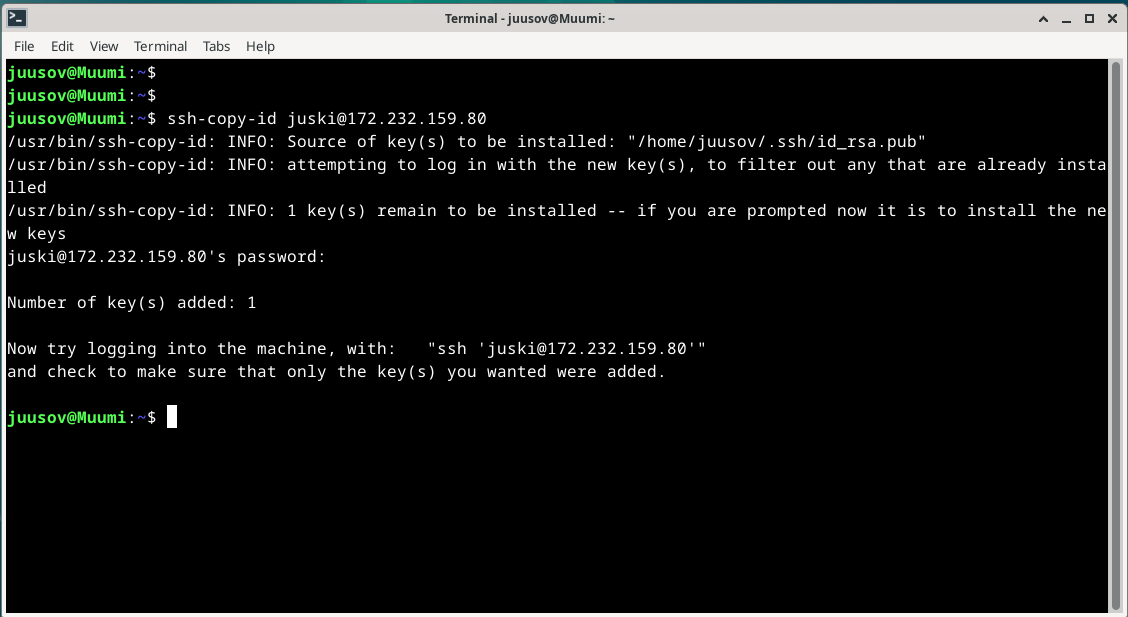 Terminal - juusov@Muumi: ~
File Edit View Terminal Tabs Help
juusov@Muumi:~$
juusov@Muumi:~$
juusov@Muumi:~$ ssh-copy-id juski@172.232.159.80
/usr/bin/ssh-copy-id: INFO: Source of key(s) to be installed: "/home/juusov/.ssh/id_rsa.pub"
/usr/bin/ssh-copy-id: INFO: attempting to log in with the new key(s), to filter out any that are already insta
lled
/usr/bin/ssh-copy-id: INFO: 1 key(s) remain to be installed -- if you are prompted now it is to install the ne
w keys
juski@172.232.159.80's password:
Number of key(s) added: 1
Now try logging into the machine, with:   "ssh 'juski@172.232.159.80'"
and check to make sure that only the key(s) you wanted were added.
juusov@Muumi:~$